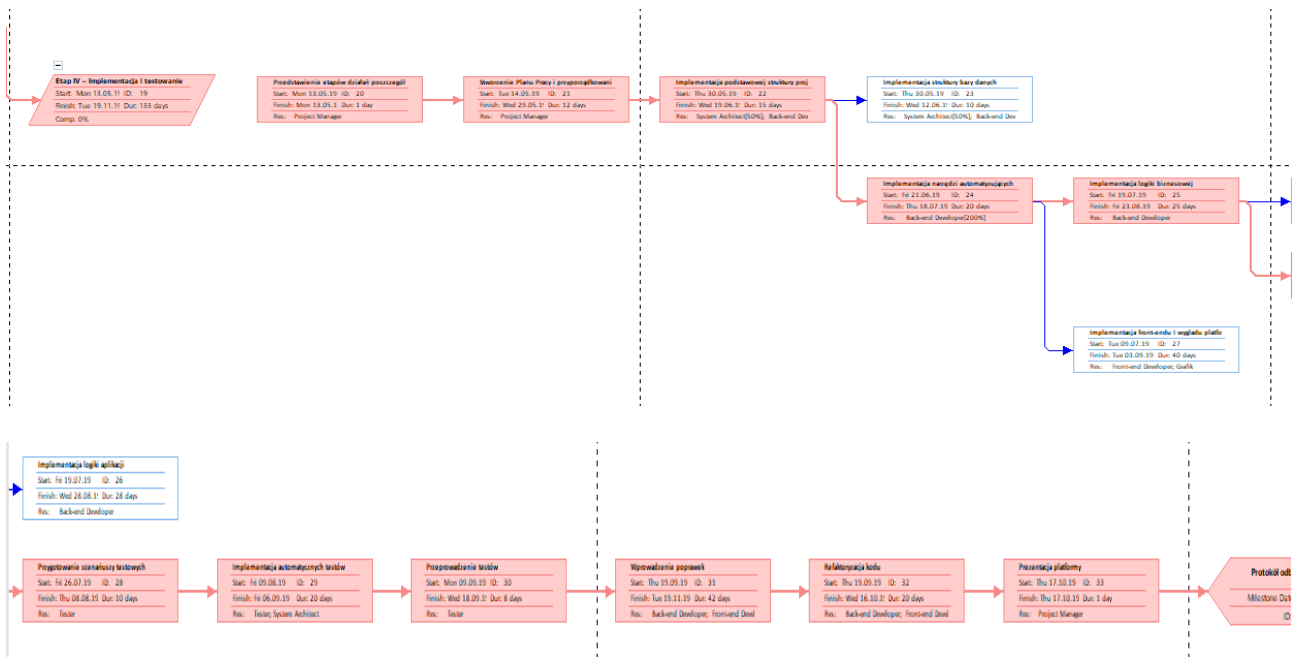 Etap IV – Implementacja i testowanie
Start: Mon 13.05.1! ID: 19
Finish: Tue 19.11.1! Dur: 133 days
Comp: 0%
Przedstawienie etapów działań poszczegól
Start: Mon 13.05.19 ID: 20
Finish: Mon 13.05.1 Dur: 1 day
Res: Project Manager
Stworzenie Planu Pracy i przyporządkowani
Start: Tue 14.05.19 ID: 21
Finish: Wed 29.05.1! Dur: 12 days
Res: Project Manager
Implementacja podstawowej struktury proj
Start: Thu 30.05.19 ID: 22
Finish: Wed 19.06.1! Dur: 15 days
Res: System Architect[50%]; Back-end Dev
Implementacja struktury bazy danych
Start: Thu 30.05.19 ID: 23
Finish: Wed 12.06.1! Dur: 10 days
Res: System Architect[50%]; Back-end Dev
Implementacja narzędzi automatyzujących
Start: Fri 21.06.19 ID: 24
Finish: Thu 18.07.19 Dur: 20 days
Res: Back-end Developer[200%]
Implementacja logiki biznesowej
Start: Fri 19.07.19 ID: 25
Finish: Fri 23.08.19 Dur: 25 days
Res: Back-end Developer
Implementacja front-endu i wyglądu platfo
Start: Tue 09.07.19 ID: 27
Finish: Tue 03.09.19 Dur: 40 days
Res: Front-end Developer; Grafik
Implementacja logiki aplikacji
Start: Fri 19.07.19 ID: 26
Finish: Wed 28.08.1! Dur: 28 days
Res: Back-end Developer
Przygotowanie scenariuszy testowych
Start: Fri 26.07.19 ID: 28
Finish: Thu 08.08.19 Dur: 10 days
Res: Tester
Implementacja automatycznych testów
Start: Fri 09.08.19 ID: 29
Finish: Fri 06.09.19 Dur: 20 days
Res: Tester; System Architect
Przeprowadzenie testów
Start: Mon 09.09.19 ID: 30
Finish: Wed 18.09.1! Dur: 8 days
Res: Tester
Wprowadzenie poprawek
Start: Thu 19.09.19 ID: 31
Finish: Tue 19.11.19 Dur: 42 days
Res: Back-end Developer; Front-end Devel
Refaktoryzacja kodu
Start: Thu 19.09.19 ID: 32
Finish: Wed 16.10.1! Dur: 20 days
Res: Back-end Developer; Front-end Devel
Prezentacja platformy
Start: Thu 17.10.19 ID: 33
Finish: Thu 17.10.19 Dur: 1 day
Res: Project Manager
Protokół odb
Milestone Dat
ID: